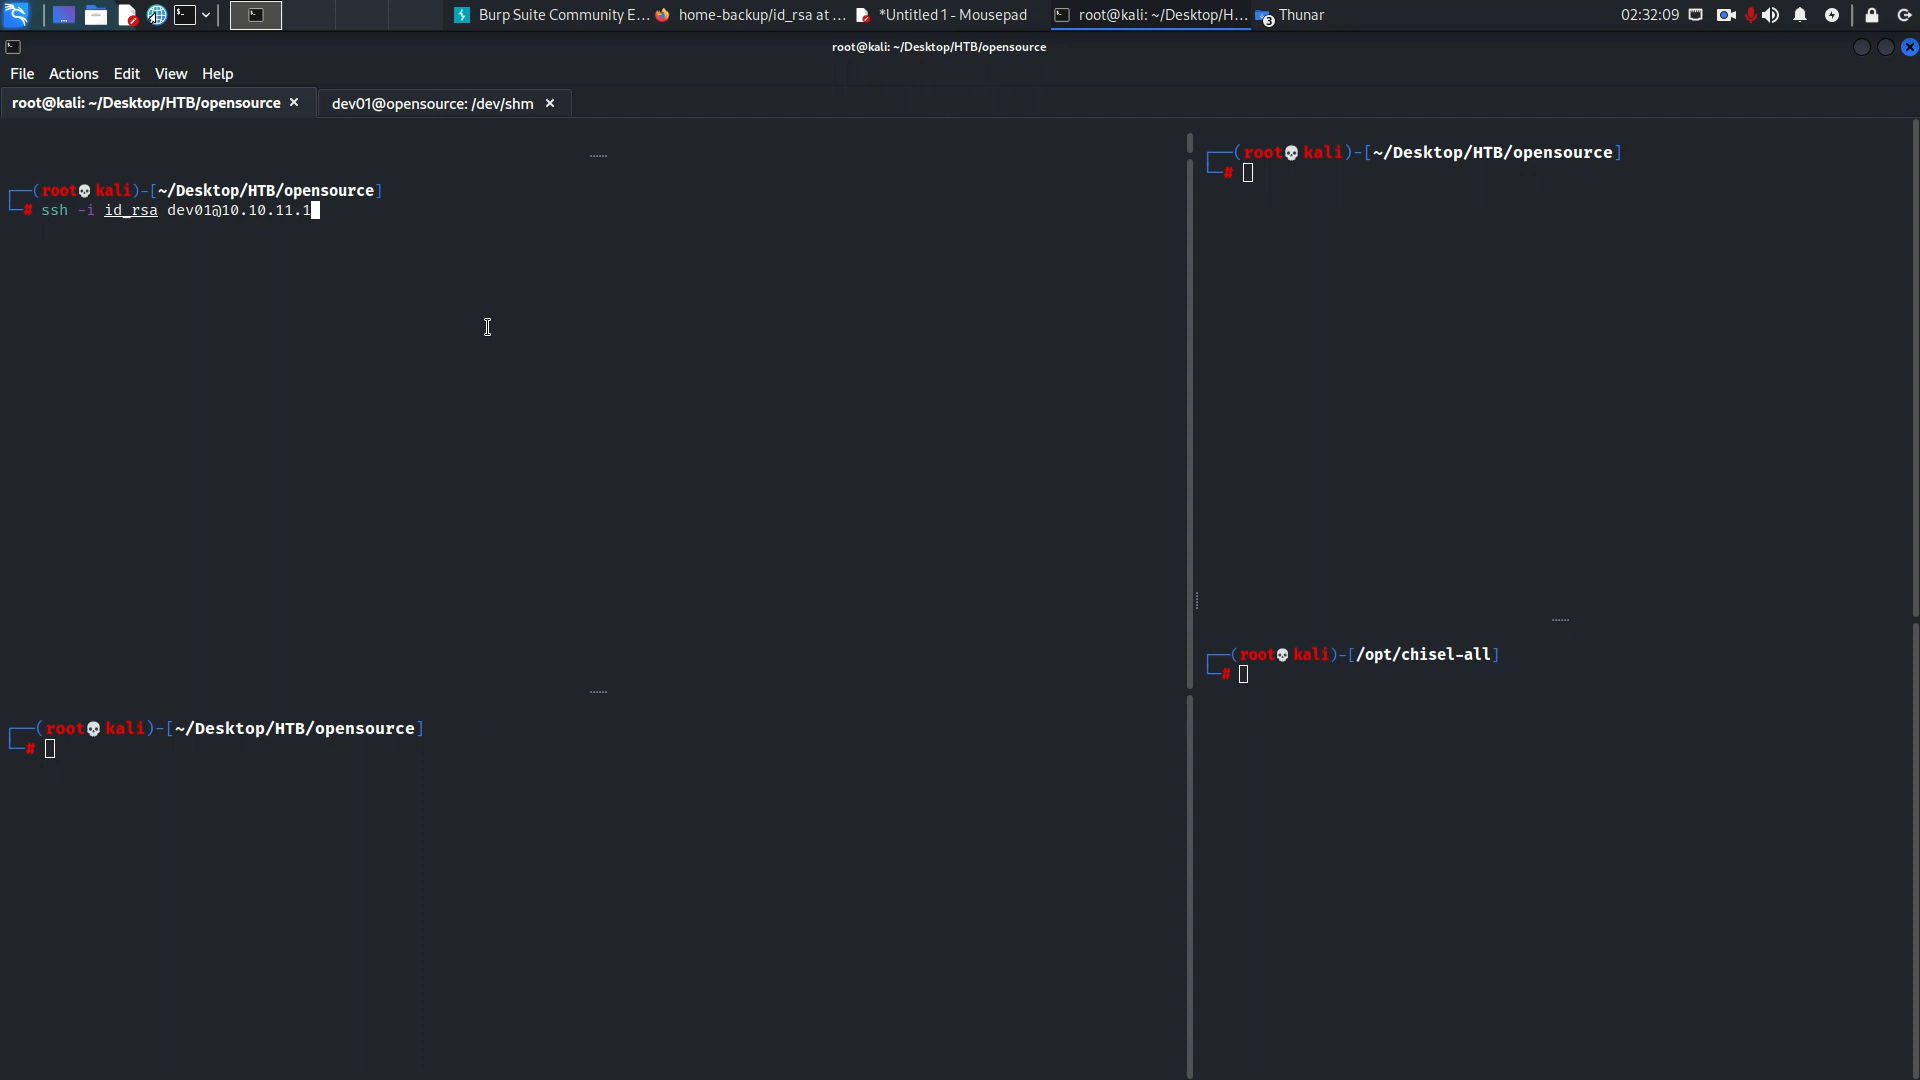 Burp Suite Community E...
home-backup/id_rsa at ...
*Untitled 1 - Mousepad
root@kali: ~/Desktop/H...
3
Thunar
02:32:09
root@kali: ~/Desktop/HTB/opensource
File Actions Edit View Help
root@kali: ~/Desktop/HTB/opensource ×
dev01@opensource: /dev/shm ×
┌──(root💀kali)-[~/Desktop/HTB/opensource]
└─# ssh -i id_rsa dev01@10.10.11.1
┌──(root💀kali)-[~/Desktop/HTB/opensource]
└─#
┌──(root💀kali)-[~/Desktop/HTB/opensource]
└─#
┌──(root💀kali)-[/opt/chisel-all]
└─#